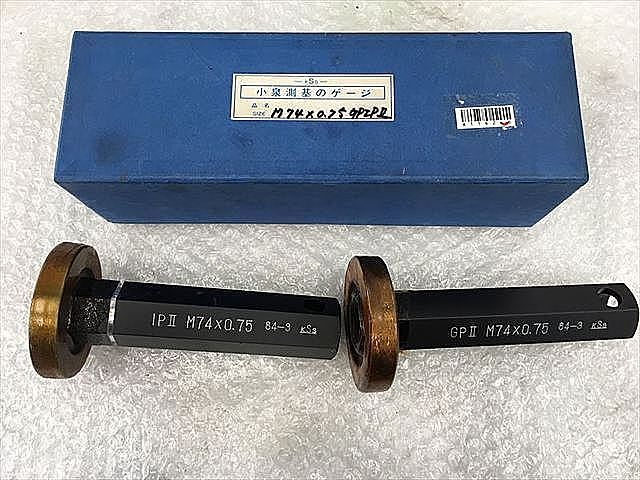 kSs
小泉測基のゲージ
品名
SIZE M74×0.75 GPIPⅡ
IPⅡ M74×0.75 84-3 kSs
GPⅡ M74×0.75 84-3 kSs